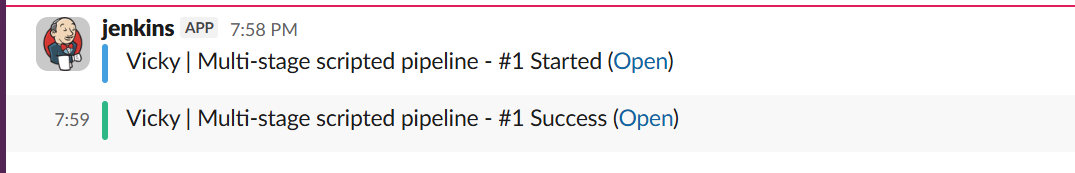 jenkins APP 7:58 PM
Vicky | Multi-stage scripted pipeline - #1 Started (Open)
7:59 Vicky | Multi-stage scripted pipeline - #1 Success (Open)